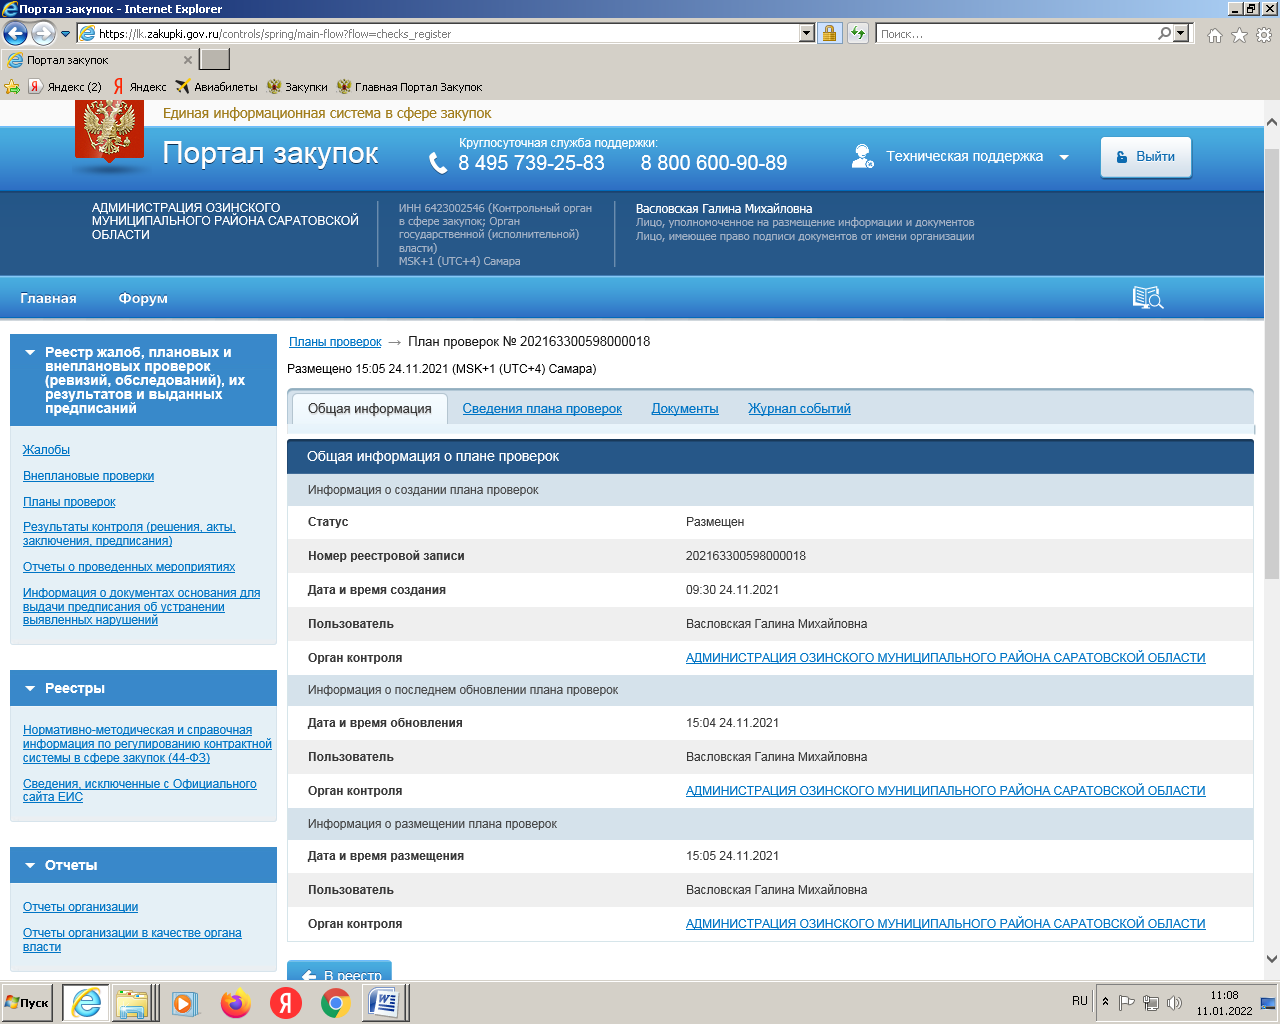 Портал закупок - Internet Explorer
https://lk.zakupki.gov.ru/controls/spring/main-flow?flow=checks_register
Поиск...
Портал закупок
Яндекс (2) Яндекс Авиабилеты Закупки Главная Портал Закупок
Единая информационная система в сфере закупок
Портал закупок
Круглосуточная служба поддержки:
8 495 739-25-83 8 800 600-90-89
Техническая поддержка
Выйти
АДМИНИСТРАЦИЯ ОЗИНСКОГО
МУНИЦИПАЛЬНОГО РАЙОНА САРАТОВСКОЙ
ОБЛАСТИ
ИНН 6423002546 (Контрольный орган
в сфере закупок; Орган
государственной (исполнительной)
власти)
MSK+1 (UTC+4) Самара
Васловская Галина Михайловна
Лицо, уполномоченное на размещение информации и документов
Лицо, имеющее право подписи документов от имени организации
Главная Форум
Реестр жалоб, плановых и
внеплановых проверок
(ревизий, обследований), их
результатов и выданных
предписаний
Жалобы
Внеплановые проверки
Планы проверок
Результаты контроля (решения, акты,
заключения, предписания)
Отчеты о проведенных мероприятиях
Информация о документах основания для
выдачи предписания об устранении
выявленных нарушений
Реестры
Нормативно-методическая и справочная
информация по регулированию контрактной
системы в сфере закупок (44-ФЗ)
Сведения, исключенные с Официального
сайта ЕИС
Отчеты
Отчеты организации
Отчеты организации в качестве органа
власти
Планы проверок → План проверок № 202163300598000018
Размещено 15:05 24.11.2021 (MSK+1 (UTC+4) Самара)
Общая информация Сведения плана проверок Документы Журнал событий
Общая информация о плане проверок
Информация о создании плана проверок
Статус Размещен
Номер реестровой записи 202163300598000018
Дата и время создания 09:30 24.11.2021
Пользователь Васловская Галина Михайловна
Орган контроля АДМИНИСТРАЦИЯ ОЗИНСКОГО МУНИЦИПАЛЬНОГО РАЙОНА САРАТОВСКОЙ ОБЛАСТИ
Информация о последнем обновлении плана проверок
Дата и время обновления 15:04 24.11.2021
Пользователь Васловская Галина Михайловна
Орган контроля АДМИНИСТРАЦИЯ ОЗИНСКОГО МУНИЦИПАЛЬНОГО РАЙОНА САРАТОВСКОЙ ОБЛАСТИ
Информация о размещении плана проверок
Дата и время размещения 15:05 24.11.2021
Пользователь Васловская Галина Михайловна
Орган контроля АДМИНИСТРАЦИЯ ОЗИНСКОГО МУНИЦИПАЛЬНОГО РАЙОНА САРАТОВСКОЙ ОБЛАСТИ
В реестр
Пуск
RU
11:08
11.01.2022